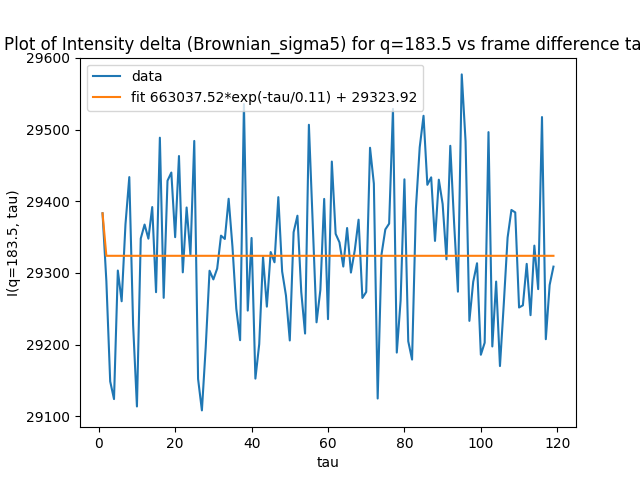 Plot of Intensity delta (Brownian_sigma5) for q=183.5 vs frame difference ta
data
fit 663037.52*exp(-tau/0.11) + 29323.92
29600
29500
29400
29300
29200
29100
I(q=183.5, tau)
0 20 40 60 80 100 120
tau